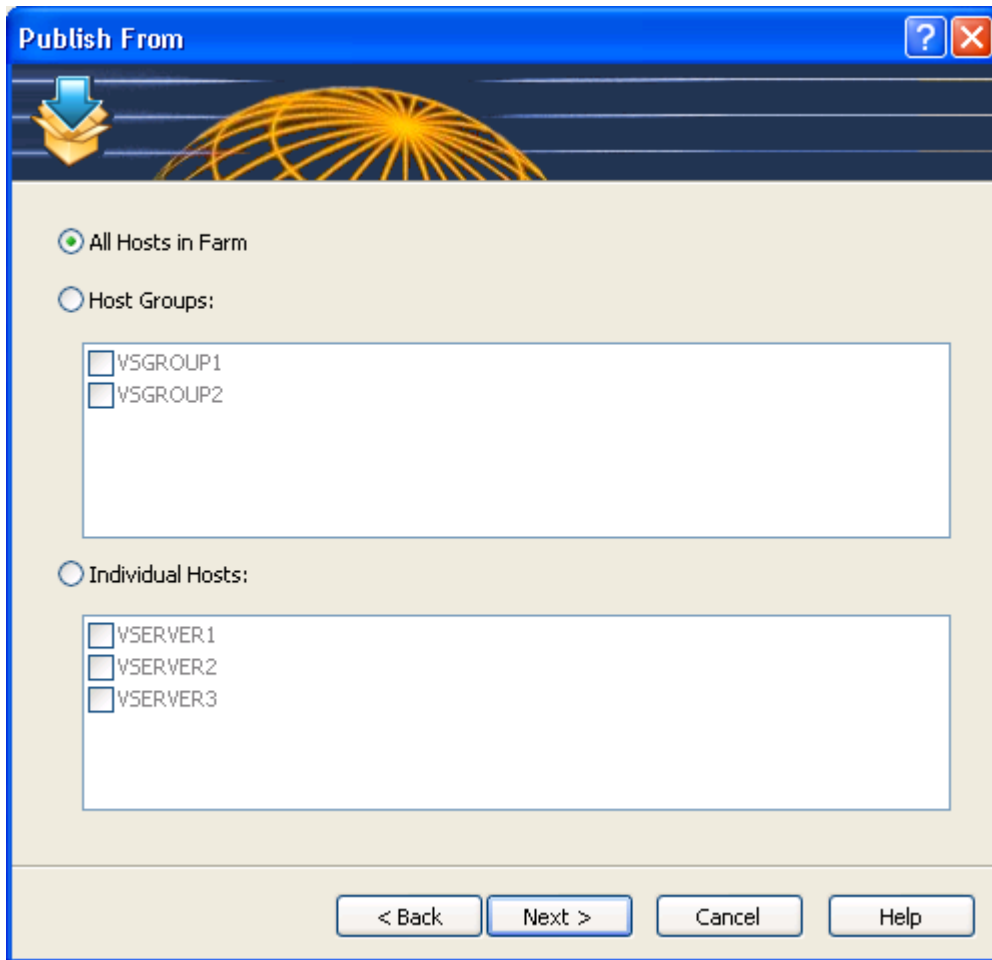 Publish From
All Hosts in Farm
Host Groups:
VSGROUP1
VSGROUP2
Individual Hosts:
VSERVER1
VSERVER2
VSERVER3
< Back Next > Cancel Help